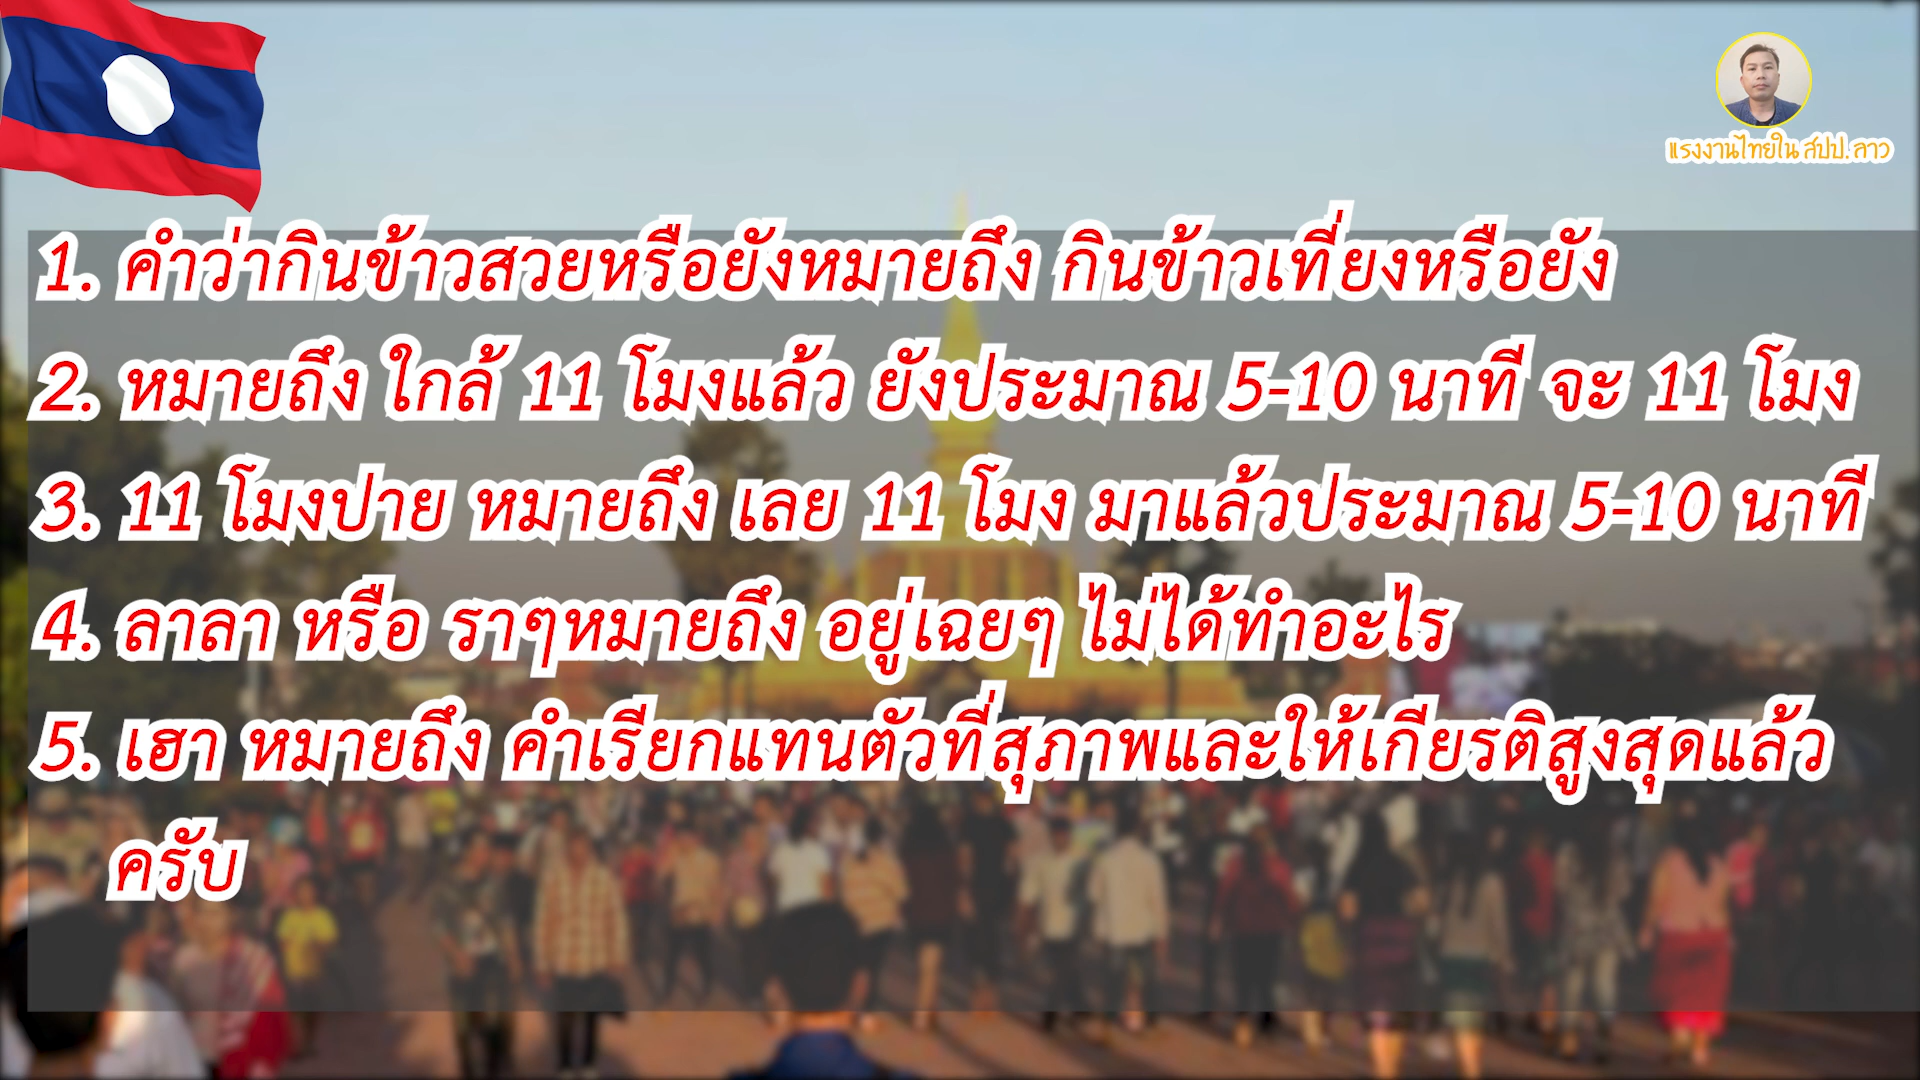 แรงงานไทยใน สปป.ลาว
1. คำว่ากินข้าวสวยหรือยังหมายถึง กินข้าวเที่ยงหรือยัง
2. หมายถึง ใกล้ 11 โมงแล้ว ยังประมาณ 5-10 นาที จะ 11 โมง
3. 11 โมงปาย หมายถึง เลย 11 โมง มาแล้วประมาณ 5-10 นาที
4. ลาลา หรือ ราๆหมายถึง อยู่เฉยๆ ไม่ได้ทำอะไร
5. เฮา หมายถึง คำเรียกแทนตัวที่สุภาพและให้เกียรติสูงสุดแล้ว
ครับ